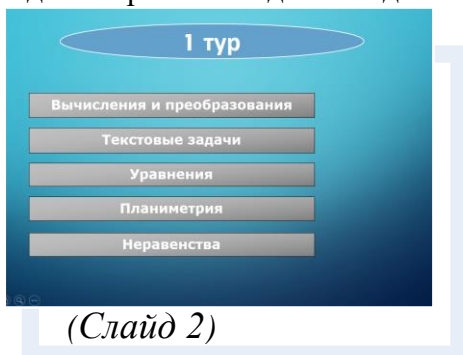 1 тур
Вычисления и преобразования
Текстовые задачи
Уравнения
Планиметрия
Неравенства
(Слайд 2)